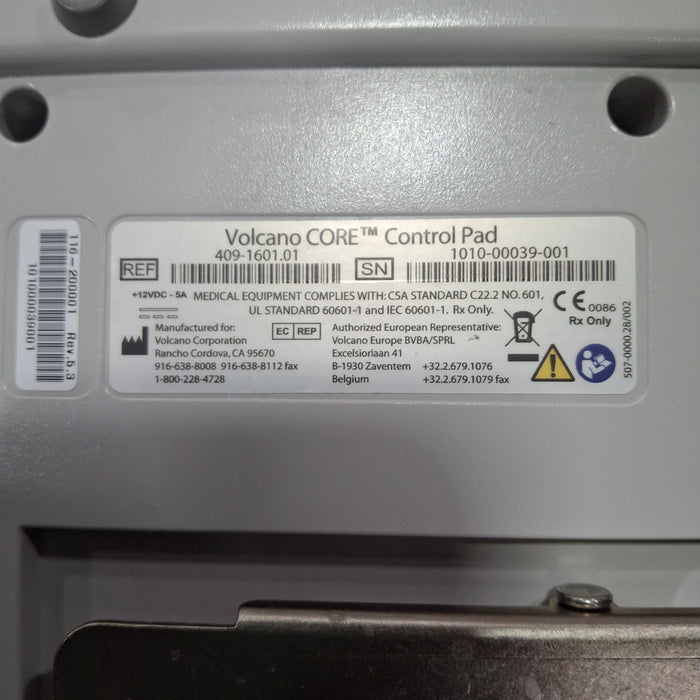 Volcano CORE™ Control Pad
REF 409-1601.01 SN 1010-00039-001
+12VDC - 5A MEDICAL EQUIPMENT COMPLIES WITH: CSA STANDARD C22.2 NO. 601,
UL STANDARD 60601-1 and IEC 60601-1. Rx Only.
CE 0086
Rx Only
Manufactured for:
Volcano Corporation
Rancho Cordova, CA 95670
916-638-8008 916-638-8112 fax
1-800-228-4728
EC REP
Authorized European Representative:
Volcano Europe BVBA/SPRL
Excelsiorlaan 41
B-1930 Zaventem +32.2.679.1076
Belgium +32.2.679.1079 fax
507-0000.28/002
116-200001 Rev.5.3
101000039001